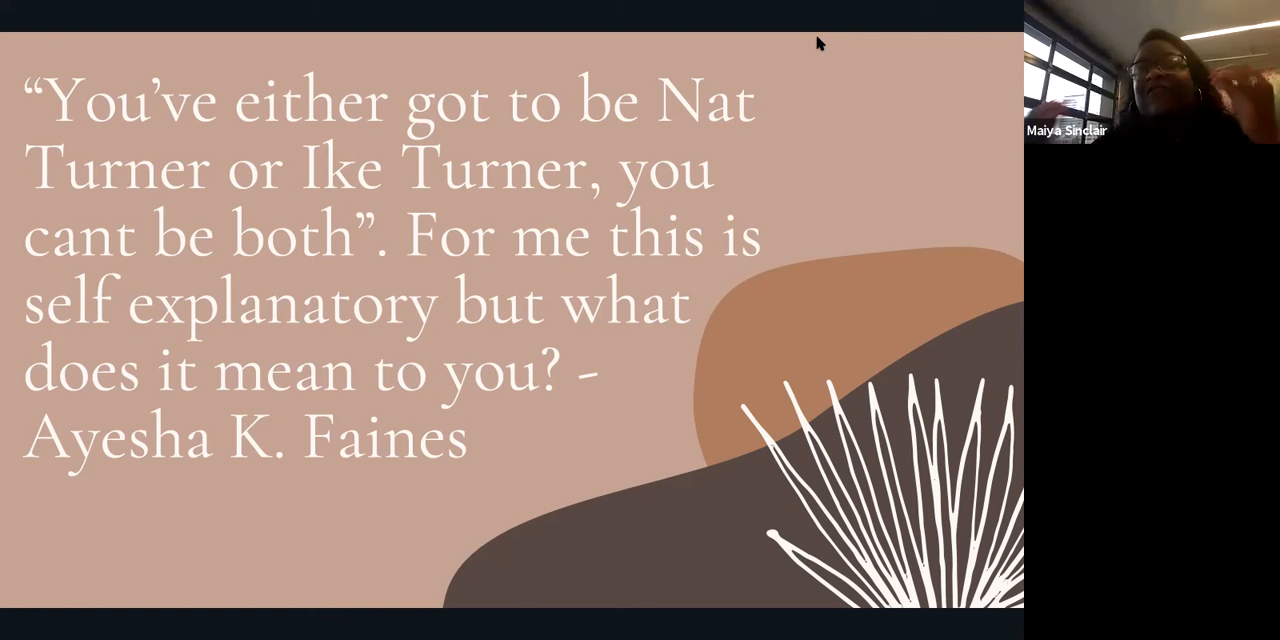 “You’ve either got to be Nat
Turner or Ike Turner, you
cant be both”. For me this is
self explanatory but what
does it mean to you? -
Ayesha K. Faines
Maiya Sinclair